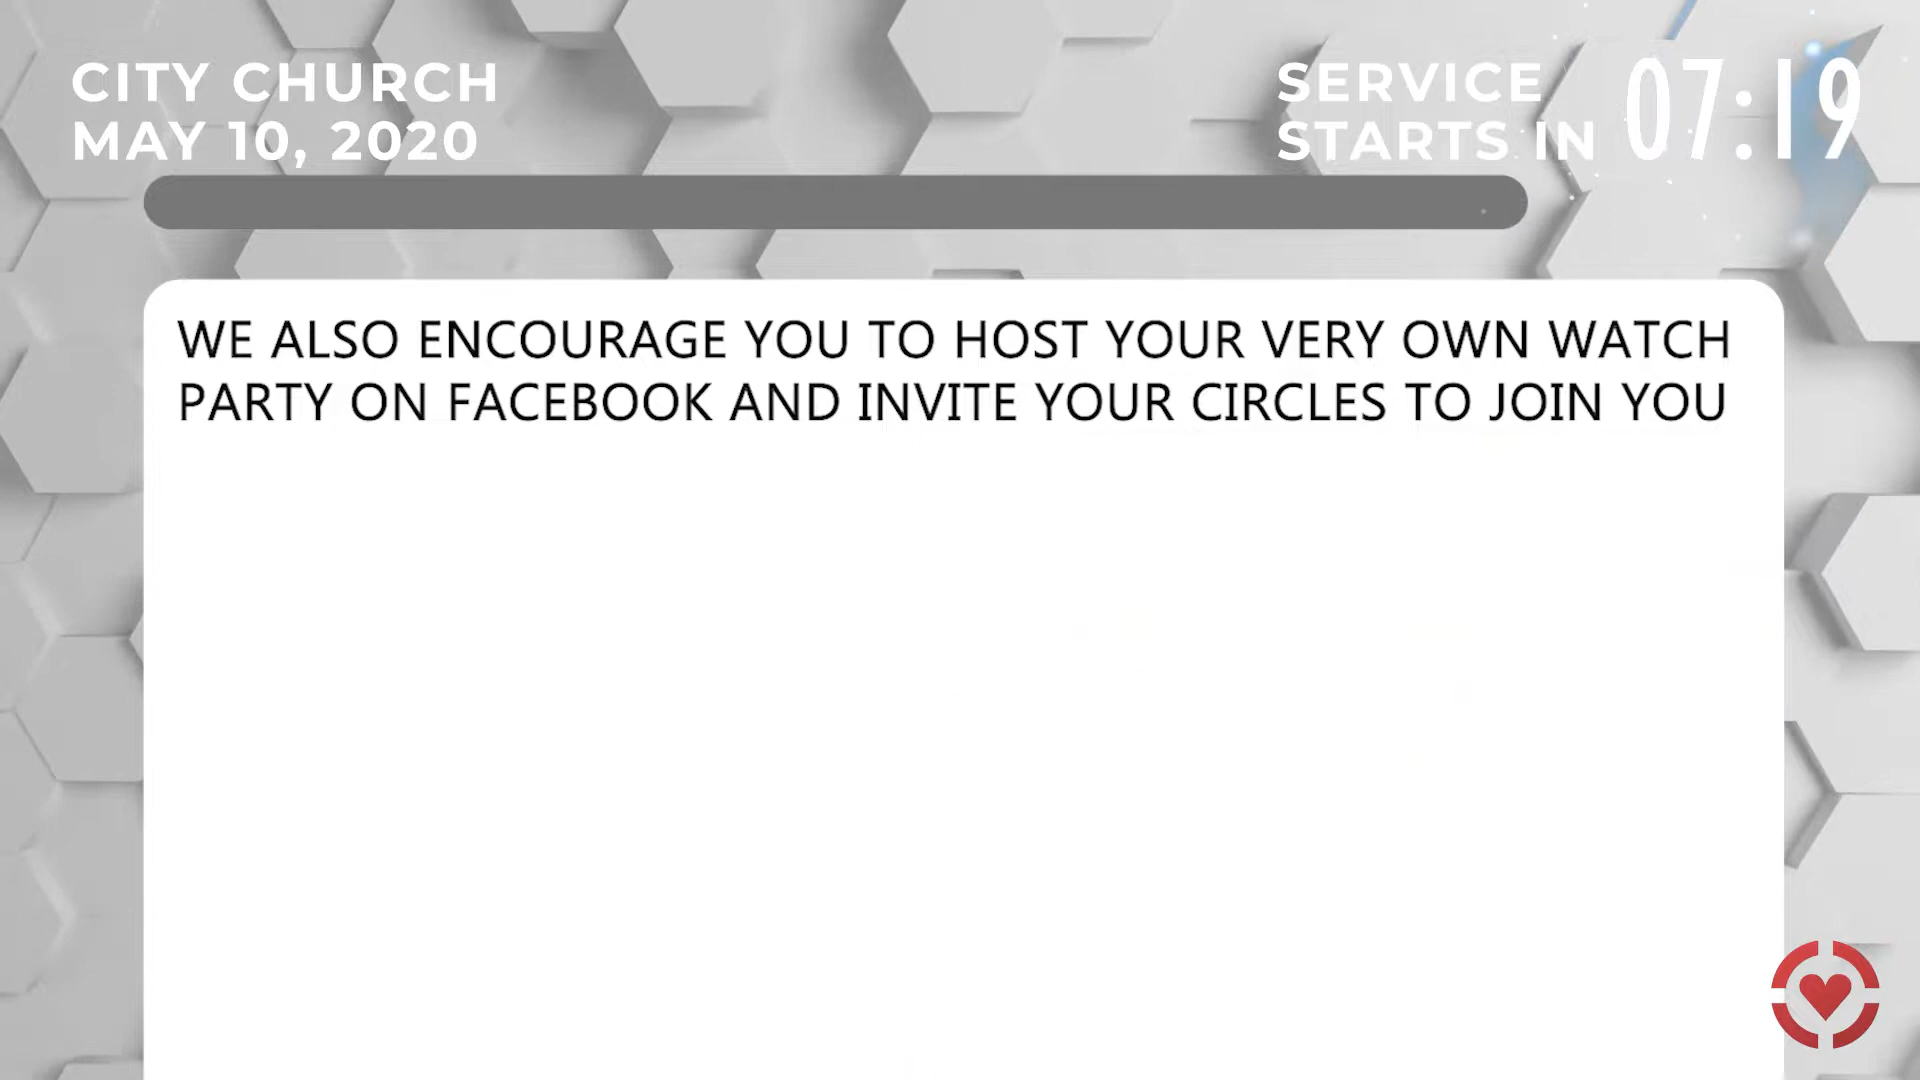 CITY CHURCH
MAY 10, 2020
SERVICE
STARTS IN
07:19
WE ALSO ENCOURAGE YOU TO HOST YOUR VERY OWN WATCH
PARTY ON FACEBOOK AND INVITE YOUR CIRCLES TO JOIN YOU